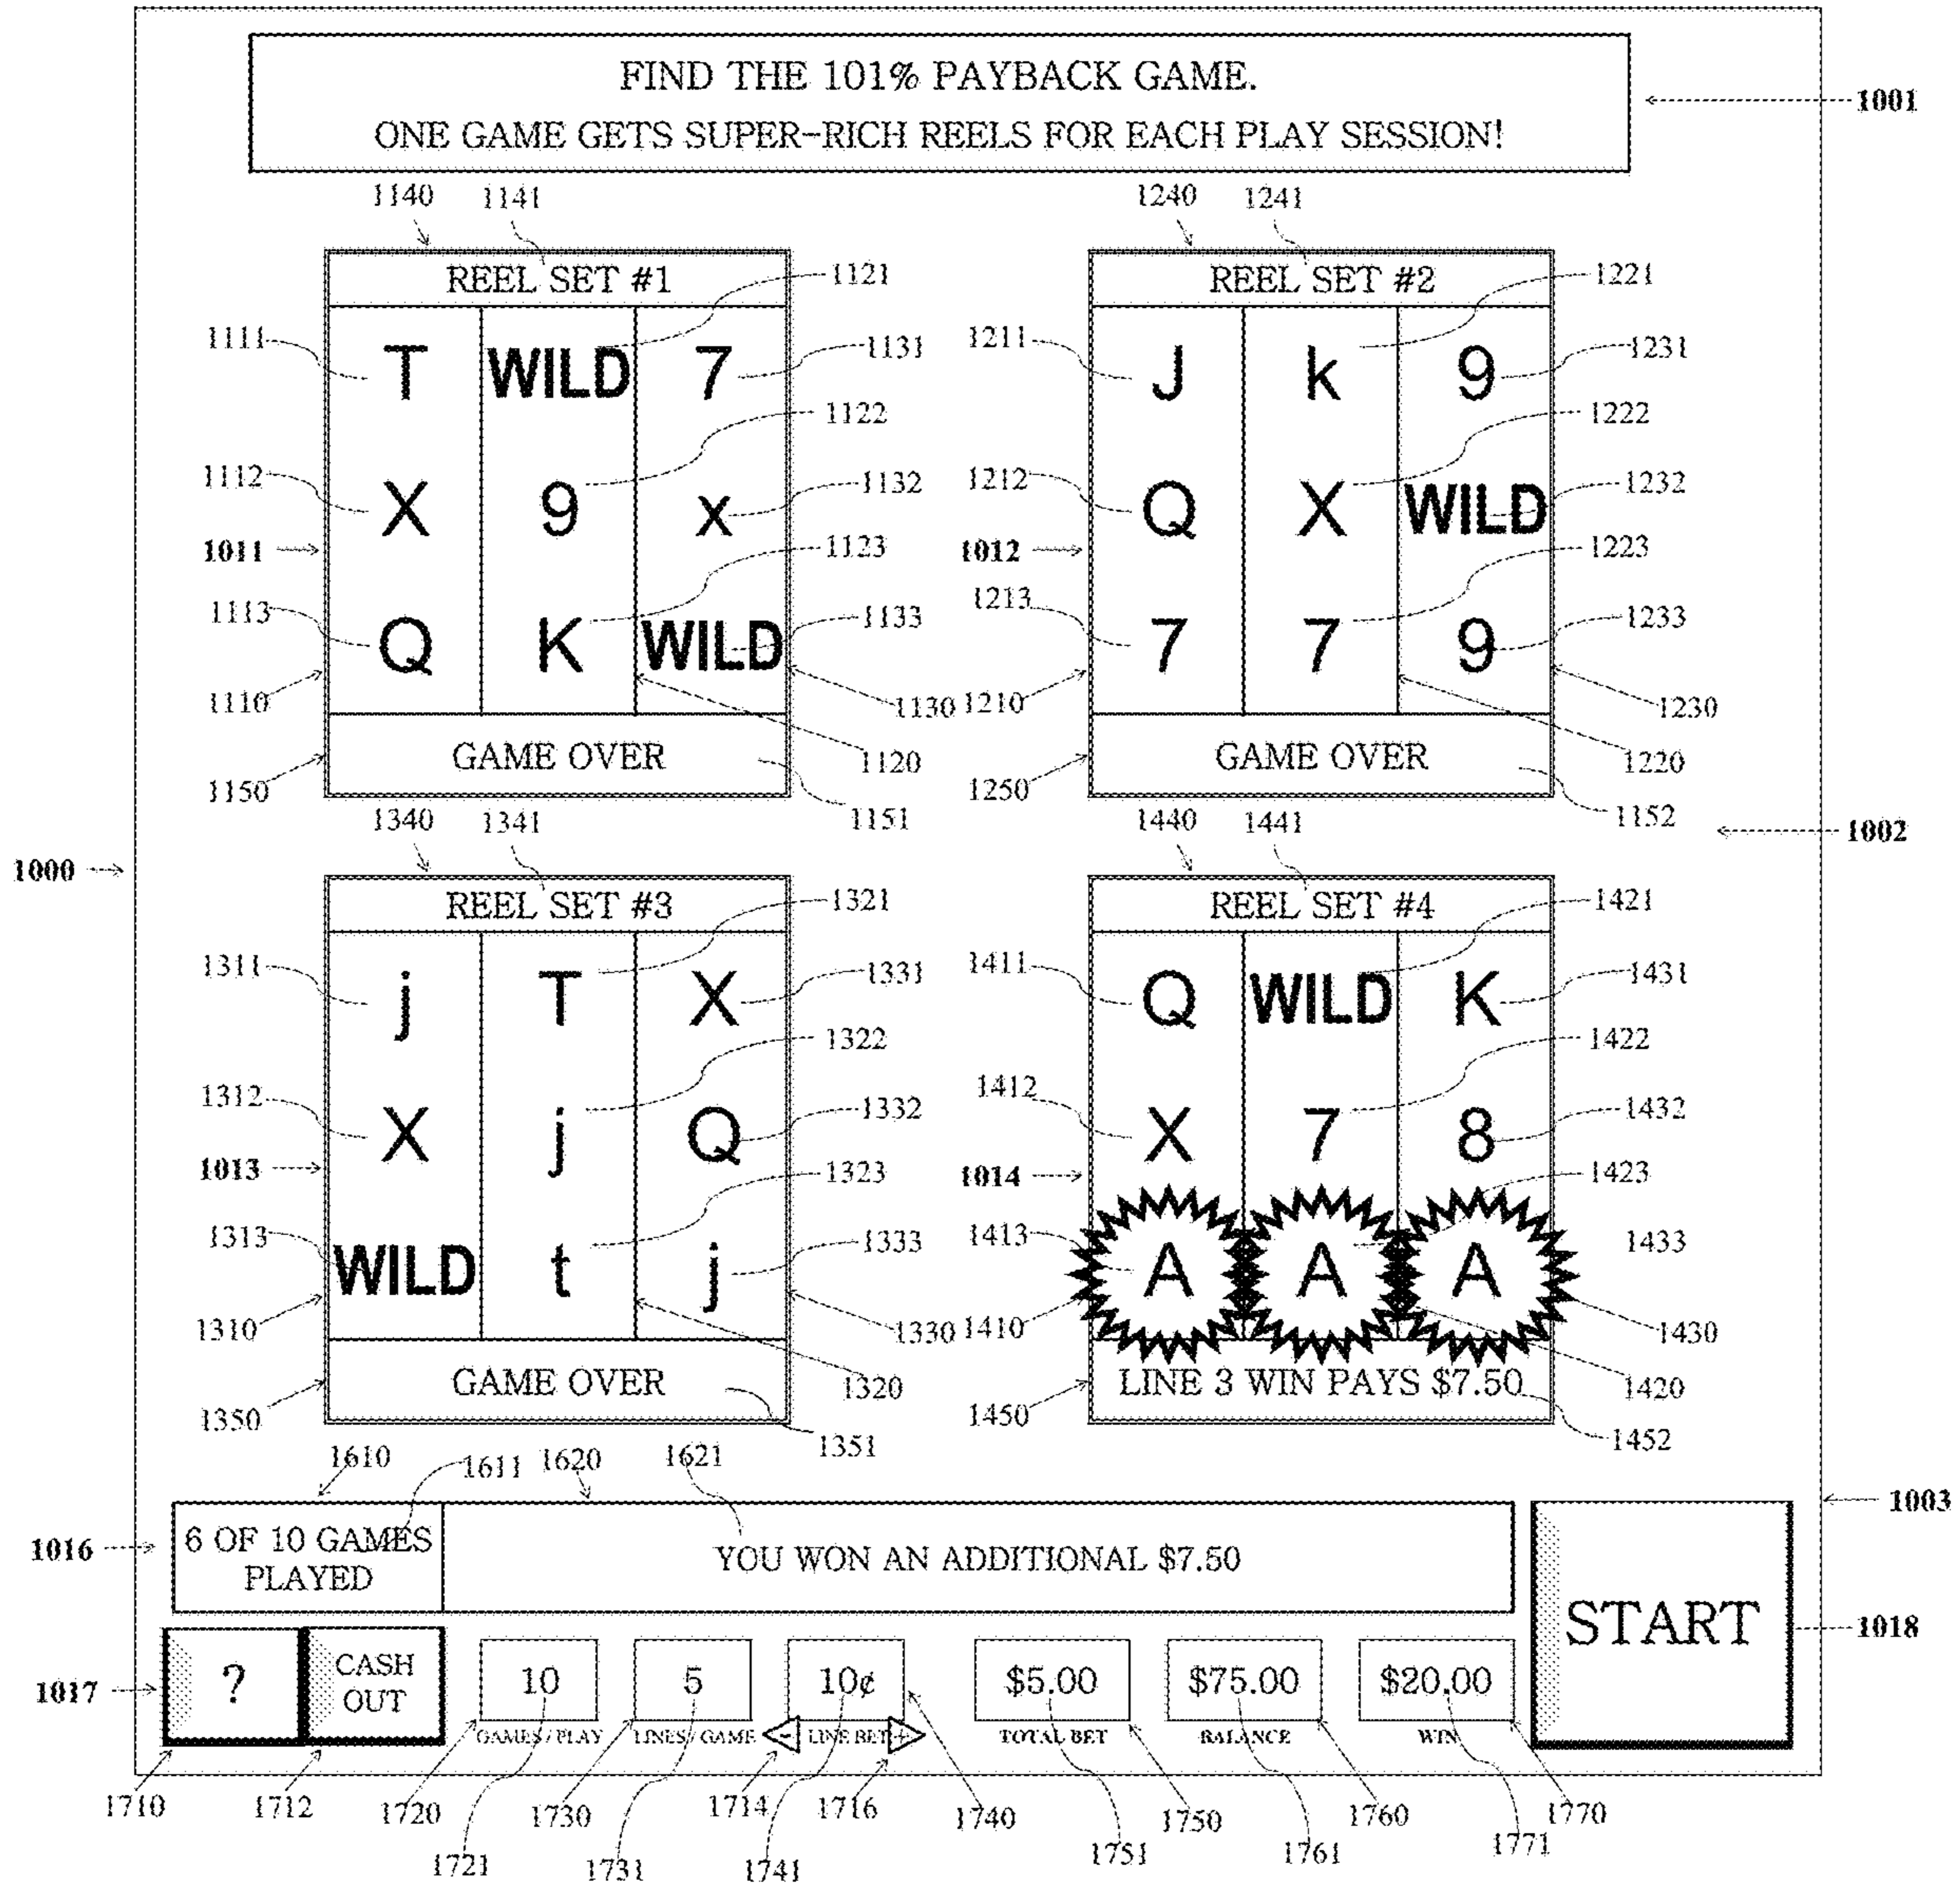 FIND THE 101% PAYBACK GAME.
1001
ONE GAME GETS SUPER-RICH REELS FOR EACH PLAY SESSION!
1140 1141 1240 1241
REEL SET #1 1121 REEL SET #2 1221
1111 T WILD 7 1131 1211 J k 9 1231
1122 1222
1112 X 9 x 1132 1212 Q X WILD 1232
1011 1123 1012 1223
1113 Q K WILD 1133 1213 7 7 9 1233
1110 1130 1210 1230
GAME OVER 1120 GAME OVER 1220
1150 1151 1250 1152
1340 1341 1440 1441 1002
1000
REEL SET #3 1321 REEL SET #4 1421
1311 j T X 1331 1411 Q WILD K 1431
1322 1422
1312 X j Q 1332 1412 X 7 8 1432
1013 1323 1014 1423
1313 WILD t j 1333 1413 A A A 1433
1310 1330 1410 1430
GAME OVER 1320 LINE 3 WIN PAYS $7.50 1420
1350 1351 1450 1452
1610 1611 1620 1621
1003
1016 6 OF 10 GAMES
PLAYED
YOU WON AN ADDITIONAL $7.50
START 1018
1017 ? CASH
OUT
10 5 10¢ $5.00 $75.00 $20.00
GAMES / PLAY LINES / GAME - LINE BET + TOTAL BET BALANCE WIN
1710 1712 1720 1730 1714 1716 1740 1750 1760 1770
1721 1731 1741 1751 1761 1771